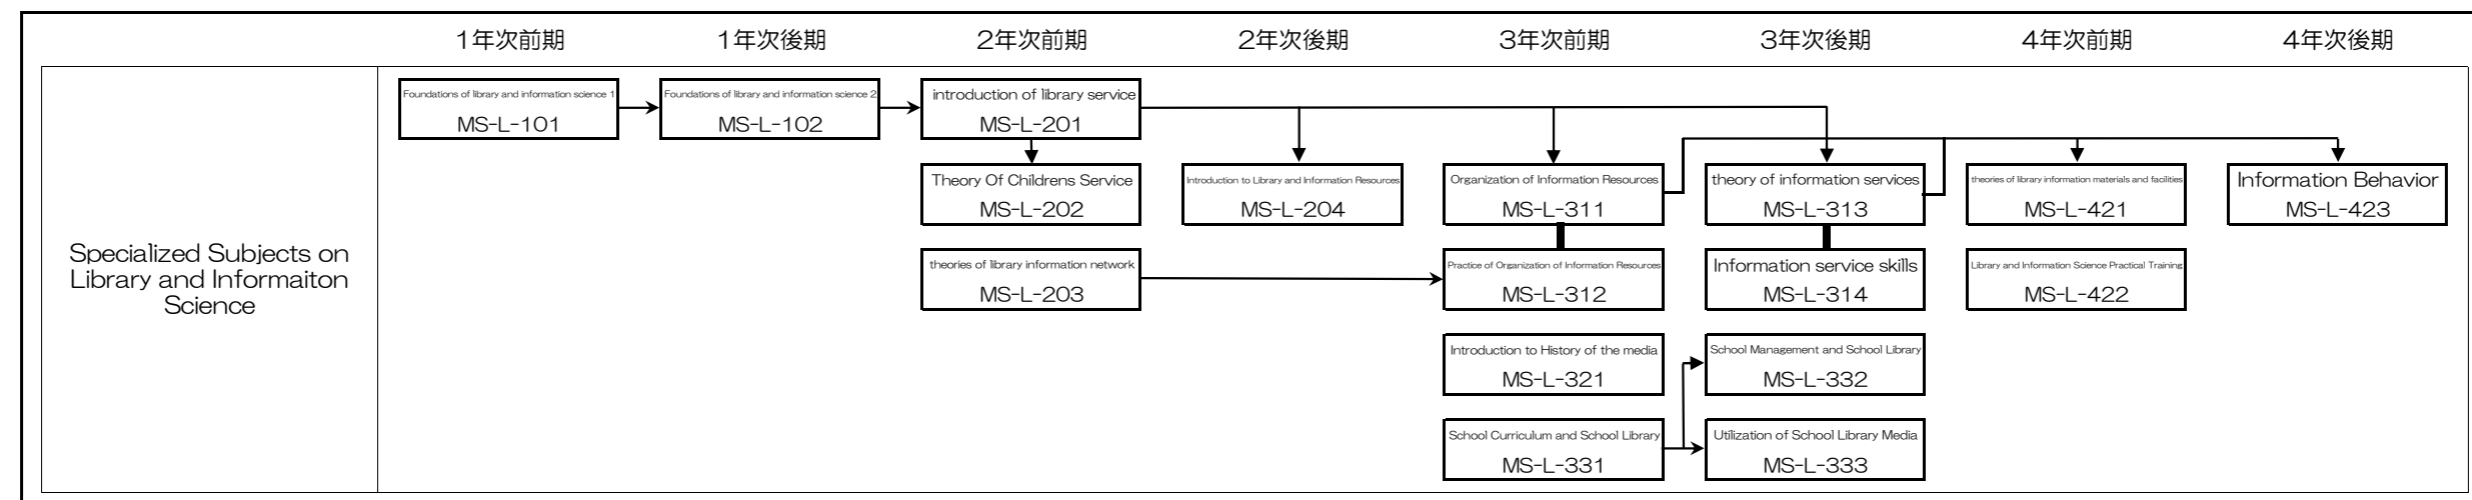 1年次前期 1年次後期 2年次前期 2年次後期 3年次前期 3年次後期 4年次前期 4年次後期
Specialized Subjects on
Library and Informaiton
Science
Foundations of library and information science 1
MS-L-101
Foundations of library and information science 2
MS-L-102
introduction of library service
MS-L-201
Theory Of Childrens Service
MS-L-202
theories of library information network
MS-L-203
Introduction to Library and Information Resources
MS-L-204
Organization of Information Resources
MS-L-311
Practice of Organization of Information Resources
MS-L-312
Introduction to History of the media
MS-L-321
School Curriculum and School Library
MS-L-331
theory of information services
MS-L-313
Information service skills
MS-L-314
School Management and School Library
MS-L-332
Utilization of School Library Media
MS-L-333
theories of library information materials and facilities
MS-L-421
Library and Information Science Practical Training
MS-L-422
Information Behavior
MS-L-423